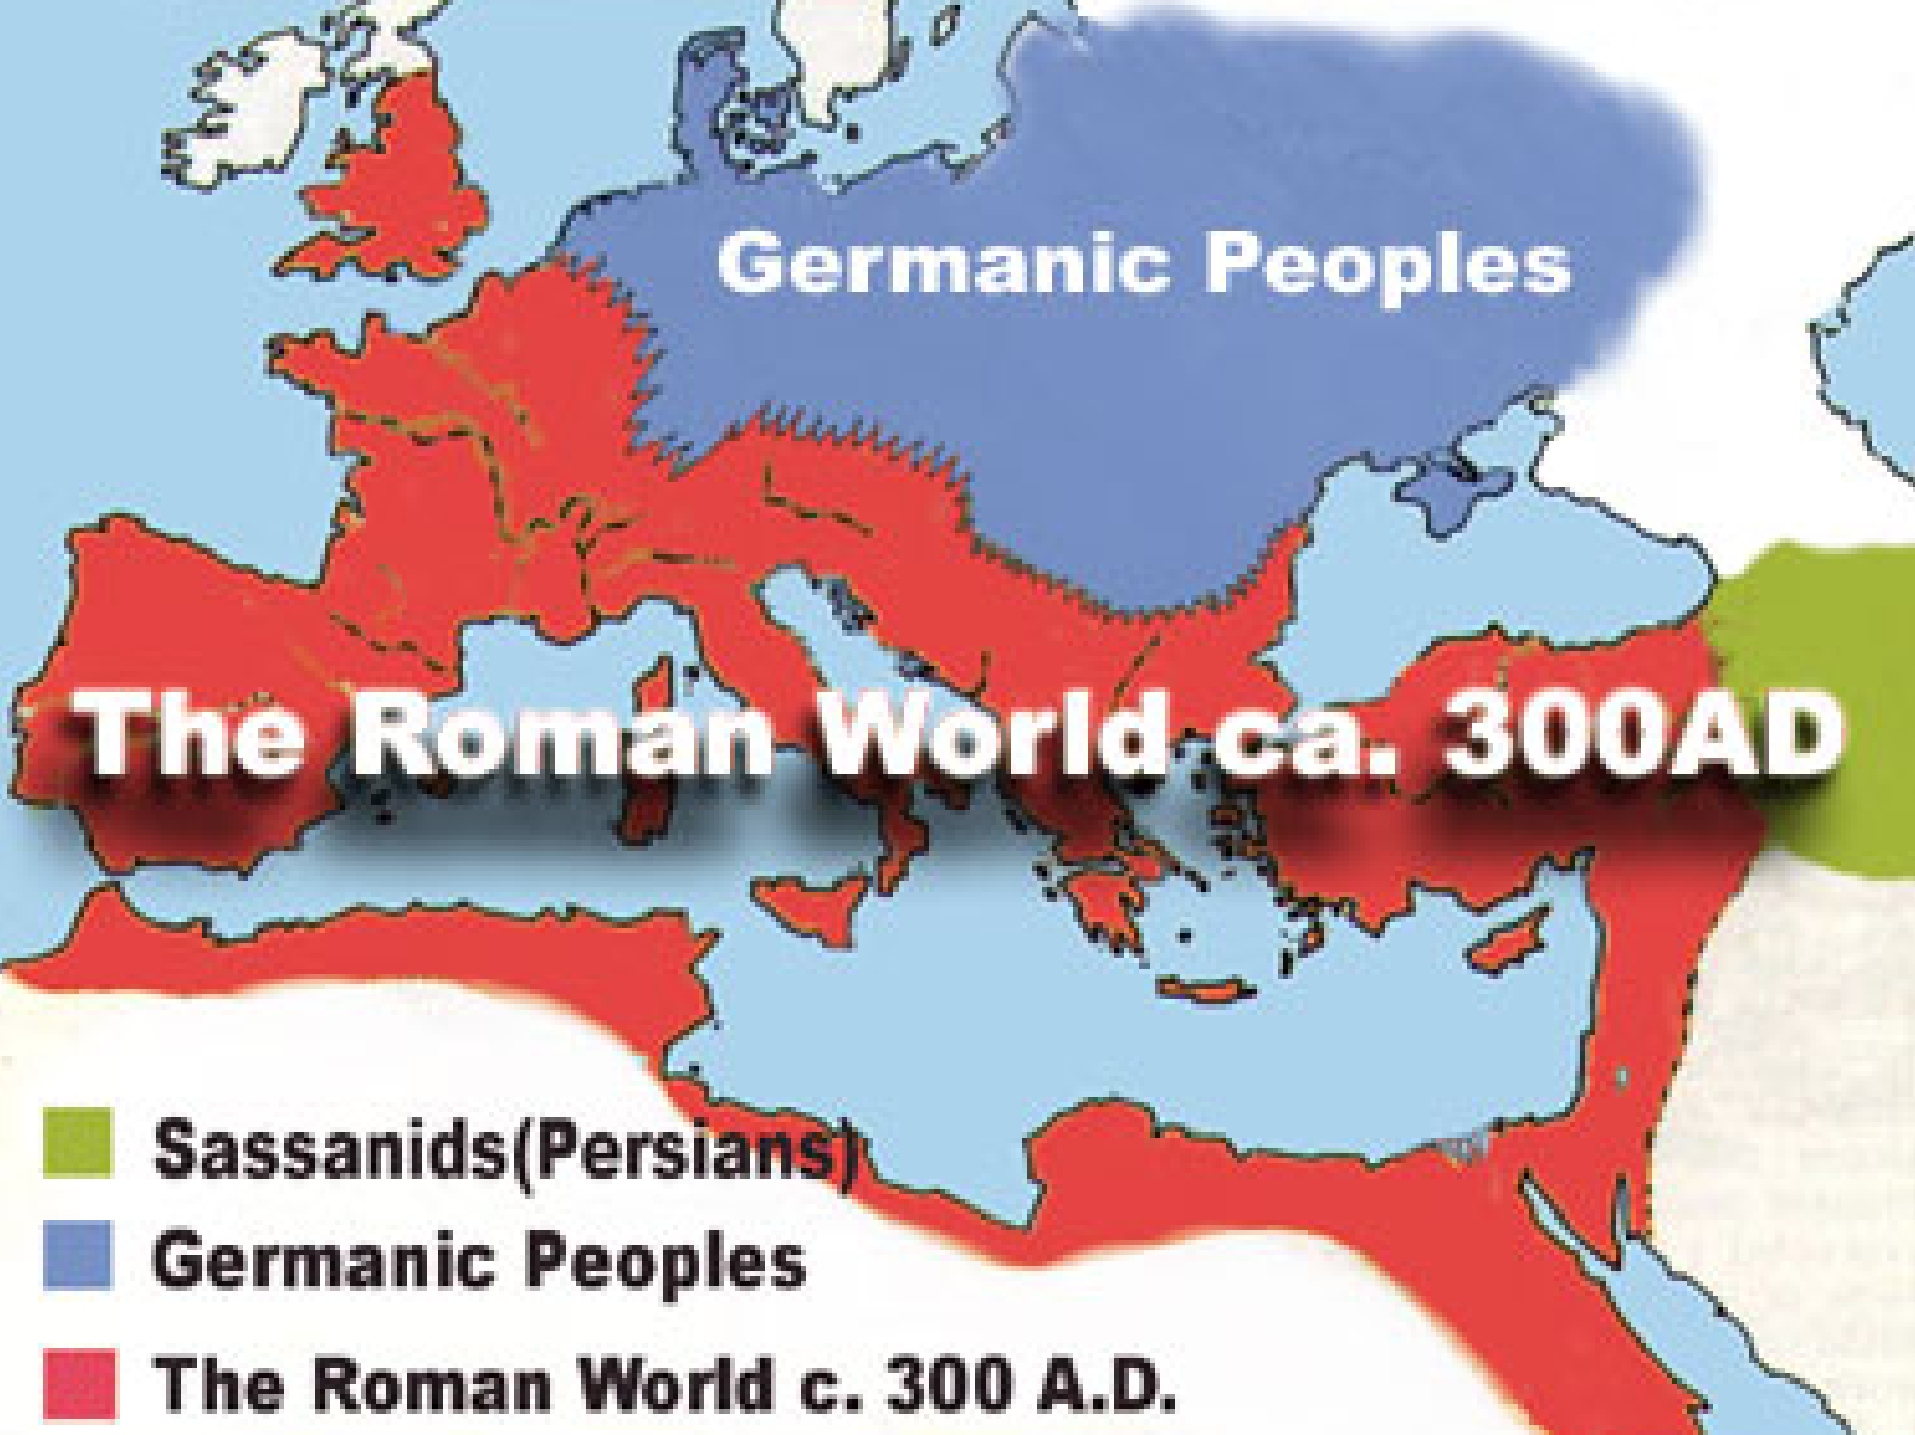 Germanic Peoples
The Roman World ca. 300AD
Sassanids(Persians)
Germanic Peoples
The Roman World c. 300 A.D.